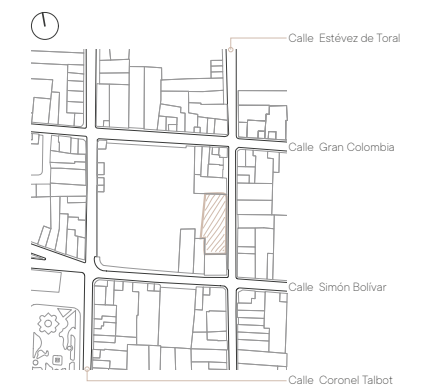 Calle Estévez de Toral
Calle Gran Colombia
Calle Simón Bolívar
Calle Coronel Talbot